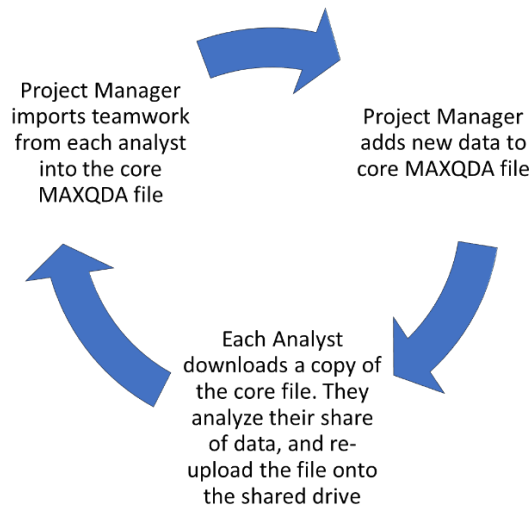 Project Manager
imports teamwork
from each analyst
into the core
MAXQDA file
Project Manager
adds new data to
core MAXQDA file
Each Analyst
downloads a copy of
the core file. They
analyze their share
of data, and re-
upload the file onto
the shared drive